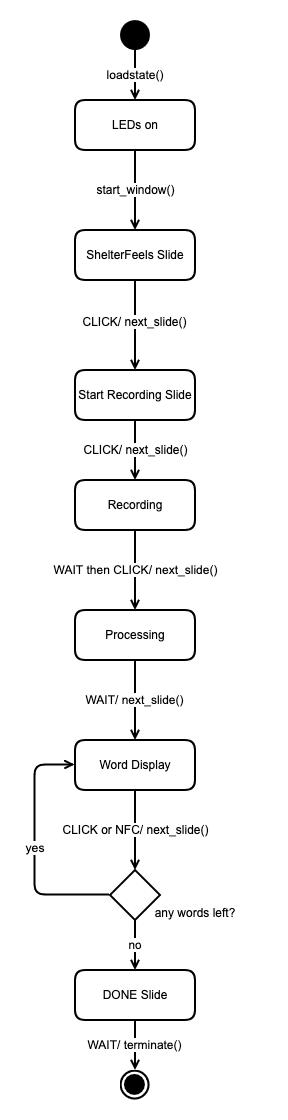 loadstate()
LEDs on
start_window()
ShelterFeels Slide
CLICK/ next_slide()
Start Recording Slide
CLICK/ next_slide()
Recording
WAIT then CLICK/ next_slide()
Processing
WAIT/ next_slide()
Word Display
CLICK or NFC/ next_slide()
yes
any words left?
no
DONE Slide
WAIT/ terminate()